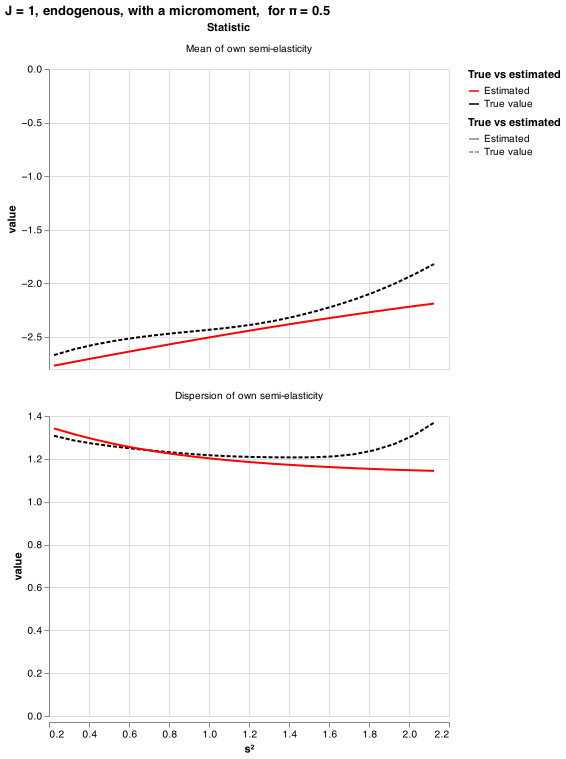 J = 1, endogenous, with a micromoment,  for π = 0.5
Statistic
Mean of own semi-elasticity
0.0
−0.5
−1.0
−1.5
−2.0
−2.5
value
True vs estimated
Estimated
True value
True vs estimated
Estimated
True value
Dispersion of own semi-elasticity
1.4
1.2
1.0
0.8
0.6
0.4
0.2
0.0
value
0.2 0.4 0.6 0.8 1.0 1.2 1.4 1.6 1.8 2.0 2.2
s²